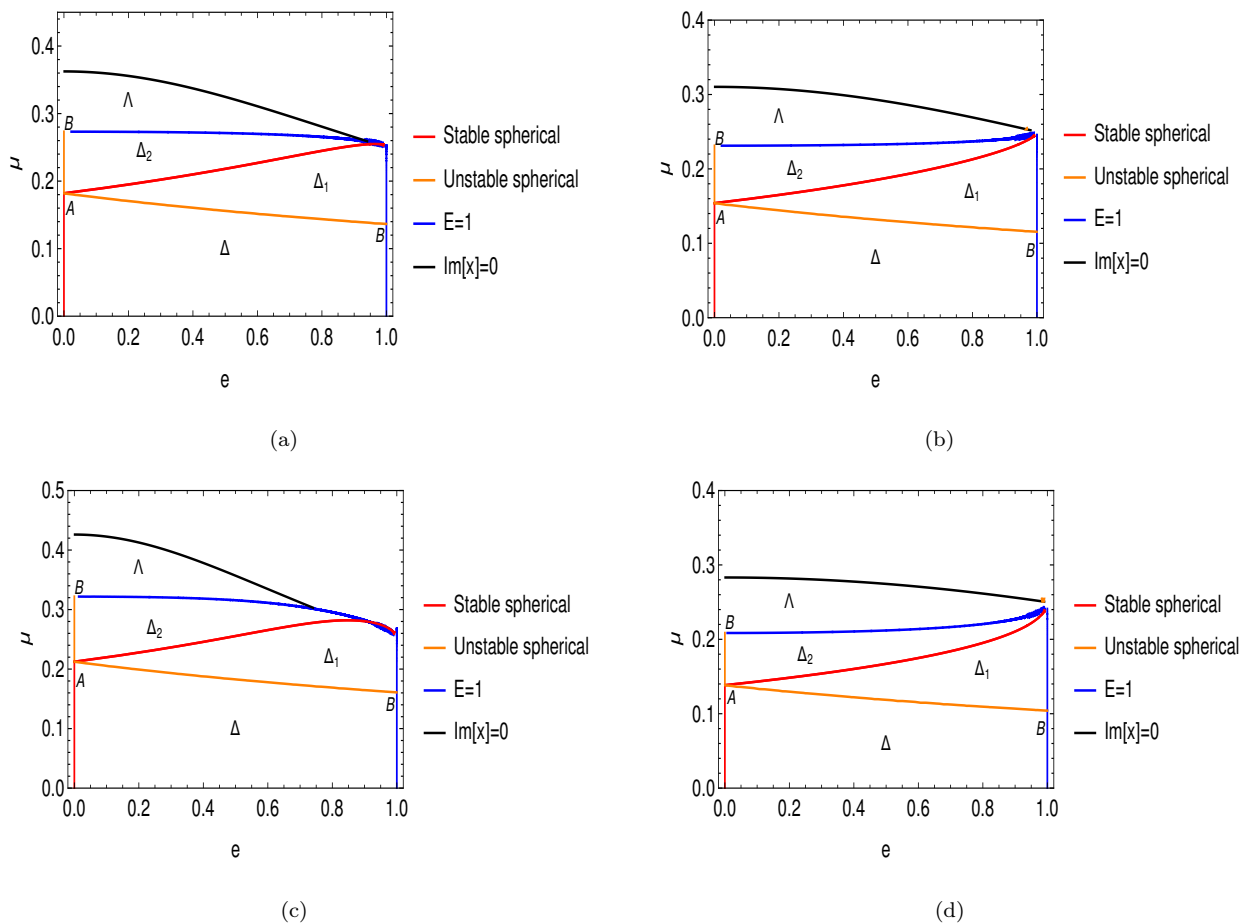 0.4
0.3
0.2
0.1
0.0
μ
Λ
B
Δ₂
Δ₁
A
B
Δ
0.0 0.2 0.4 0.6 0.8 1.0
e
Stable spherical
Unstable spherical
E=1
Im[x]=0
(a)
0.4
0.3
0.2
0.1
0.0
μ
Λ
B
Δ₂
Δ₁
A
B
Δ
0.0 0.2 0.4 0.6 0.8 1.0
e
Stable spherical
Unstable spherical
E=1
Im[x]=0
(b)
0.5
0.4
0.3
0.2
0.1
0.0
μ
Λ
B
Δ₂
Δ₁
A
B
Δ
0.0 0.2 0.4 0.6 0.8 1.0
e
Stable spherical
Unstable spherical
E=1
Im[x]=0
(c)
0.4
0.3
0.2
0.1
0.0
μ
Λ
B
Δ₂
Δ₁
A
B
Δ
0.0 0.2 0.4 0.6 0.8 1.0
e
Stable spherical
Unstable spherical
E=1
Im[x]=0
(d)